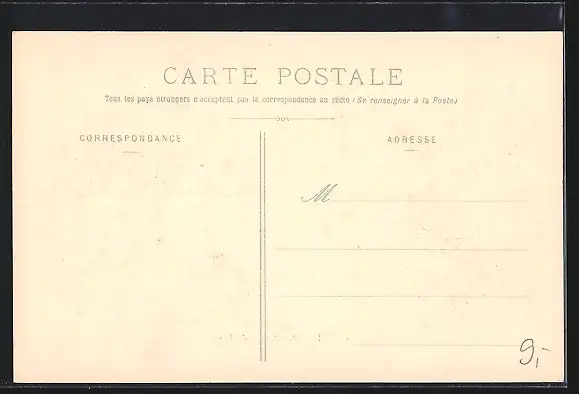 CARTE POSTALE
Tous les pays étrangers n'acceptent pas la correspondance au recto (Se renseigner à la Poste)
CORRESPONDANCE
ADRESSE
M
9,-